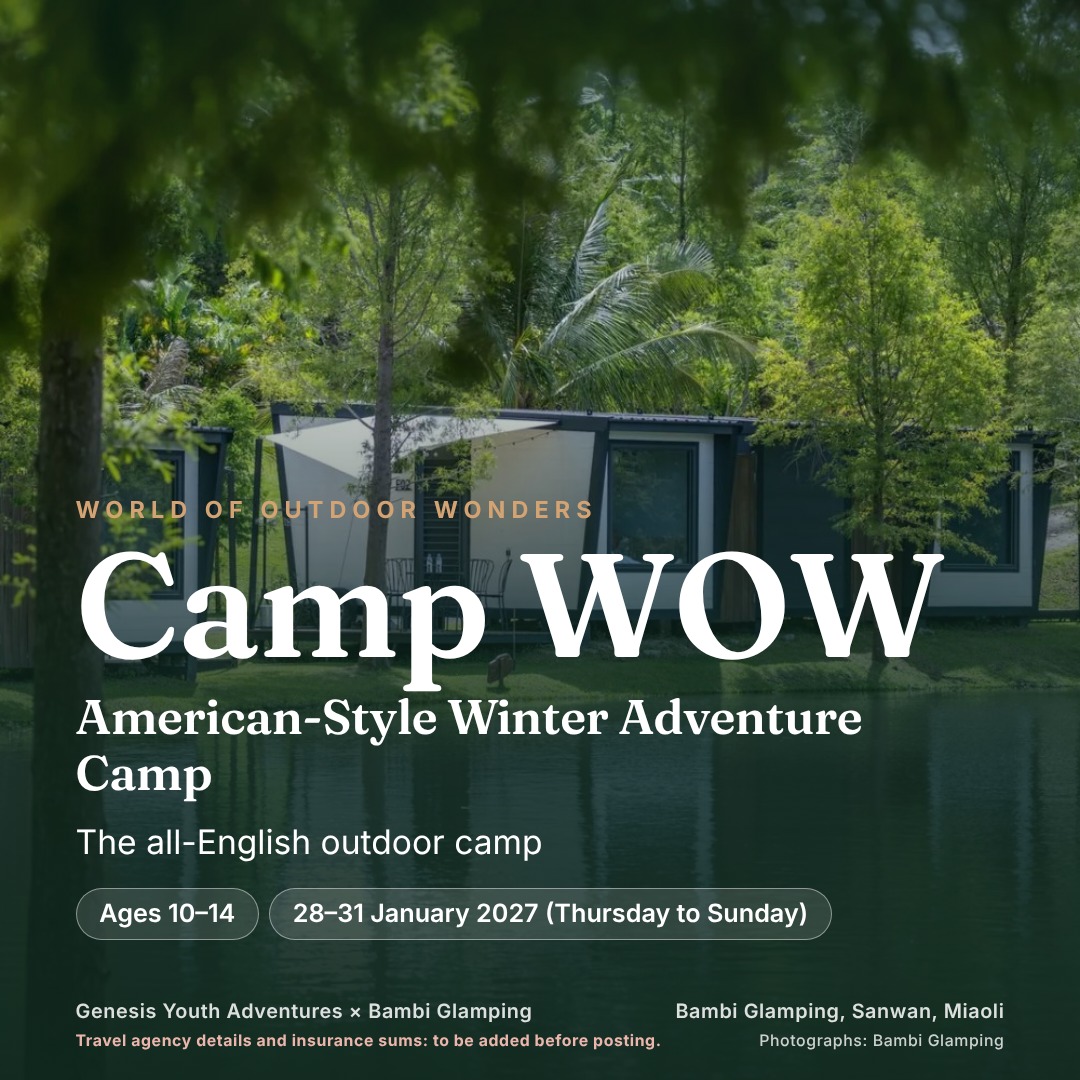 WORLD OF OUTDOOR WONDERS
Camp WOW
American-Style Winter Adventure
Camp
The all-English outdoor camp
Ages 10–14
28–31 January 2027 (Thursday to Sunday)
Genesis Youth Adventures × Bambi Glamping
Travel agency details and insurance sums: to be added before posting.
Bambi Glamping, Sanwan, Miaoli
Photographs: Bambi Glamping